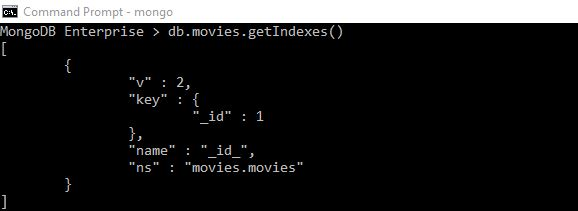 Command Prompt - mongo
MongoDB Enterprise > db.movies.getIndexes()
[
        {
                "v" : 2,
                "key" : {
                        "_id" : 1
                },
                "name" : "_id_",
                "ns" : "movies.movies"
        }
]